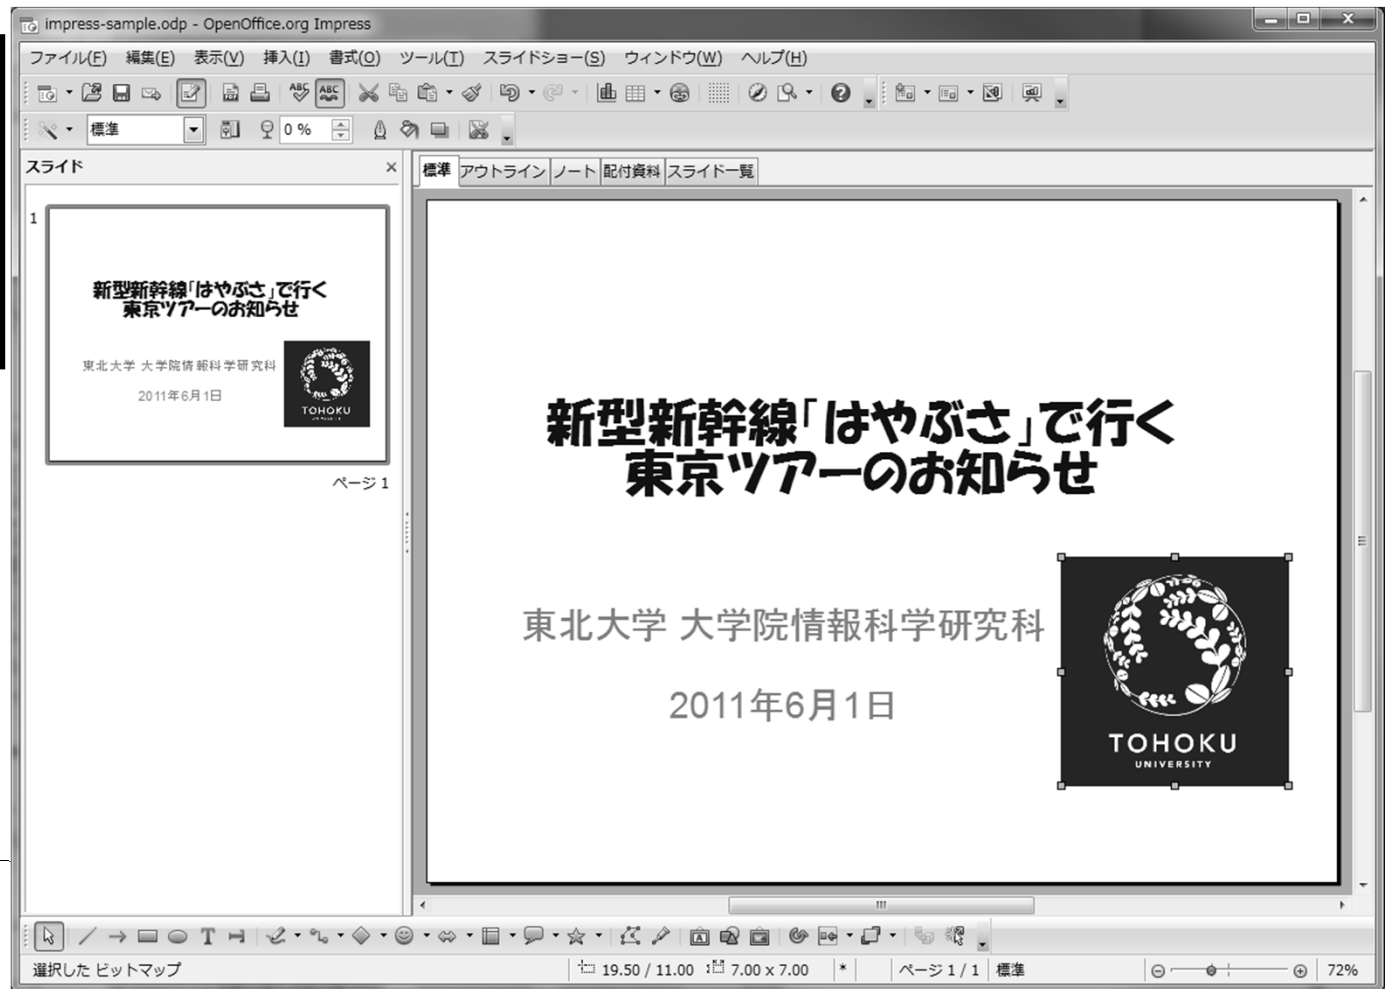 impress-sample.odp - OpenOffice.org Impress
ファイル(F) 編集(E) 表示(V) 挿入(I) 書式(O) ツール(T) スライドショー(S) ウィンドウ(W) ヘルプ(H)
ABC ABC
標準 0 %
スライド
標準 アウトライン ノート 配付資料 スライド一覧
1
新型新幹線「はやぶさ」で行く
東京ツアーのお知らせ
東北大学 大学院情報科学研究科
2011年6月1日
TOHOKU
UNIVERSITY
ページ 1
新型新幹線「はやぶさ」で行く
東京ツアーのお知らせ
東北大学 大学院情報科学研究科
2011年6月1日
TOHOKU
UNIVERSITY
選択した ビットマップ 19.50 / 11.00 7.00 x 7.00 * ページ 1 / 1 標準 72%